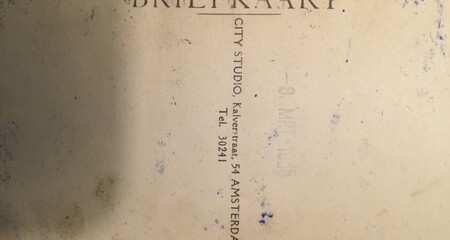 BRIEFKAART
CITY STUDIO, Kalverstraat, 54 AMSTERDA
Tel. 30241